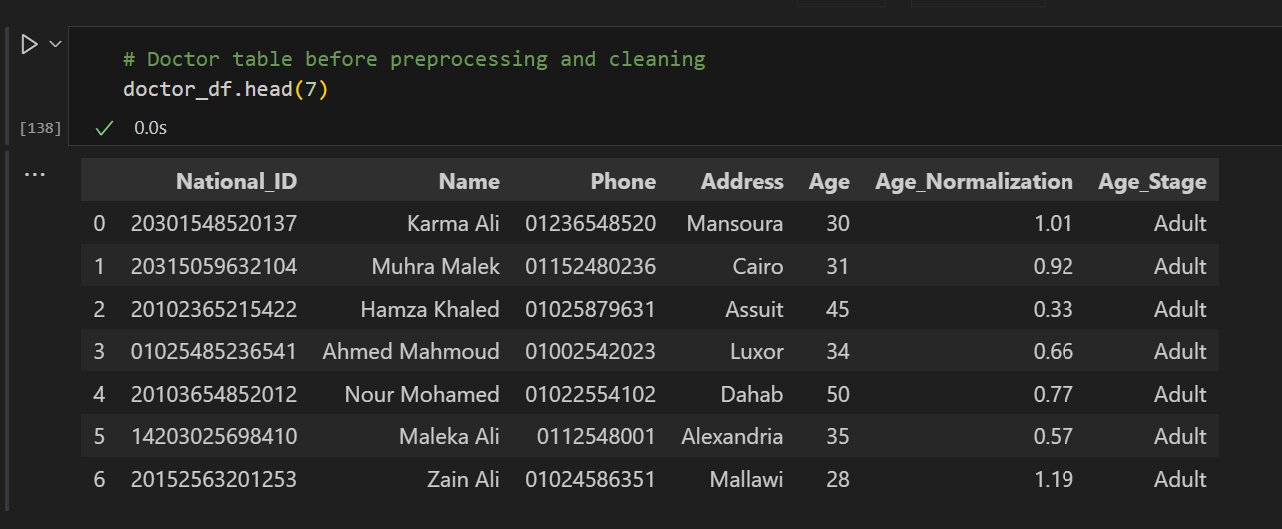 # Doctor table before preprocessing and cleaning
doctor_df.head(7)
[138] 0.0s
National_ID Name Phone Address Age Age_Normalization Age_Stage
0 20301548520137 Karma Ali 01236548520 Mansoura 30 1.01 Adult
1 20315059632104 Muhra Malek 01152480236 Cairo 31 0.92 Adult
2 20102365215422 Hamza Khaled 01025879631 Assuit 45 0.33 Adult
3 01025485236541 Ahmed Mahmoud 01002542023 Luxor 34 0.66 Adult
4 20103654852012 Nour Mohamed 01022554102 Dahab 50 0.77 Adult
5 14203025698410 Maleka Ali 0112548001 Alexandria 35 0.57 Adult
6 20152563201253 Zain Ali 01024586351 Mallawi 28 1.19 Adult